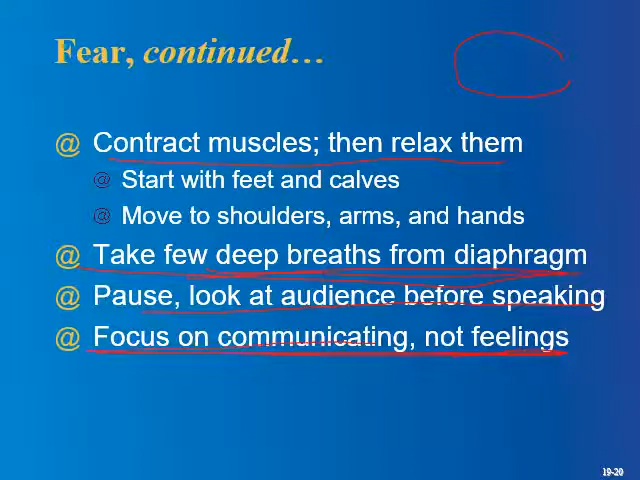 Fear, continued…
@ Contract muscles; then relax them
@ Start with feet and calves
@ Move to shoulders, arms, and hands
@ Take few deep breaths from diaphragm
@ Pause, look at audience before speaking
@ Focus on communicating, not feelings
19-20